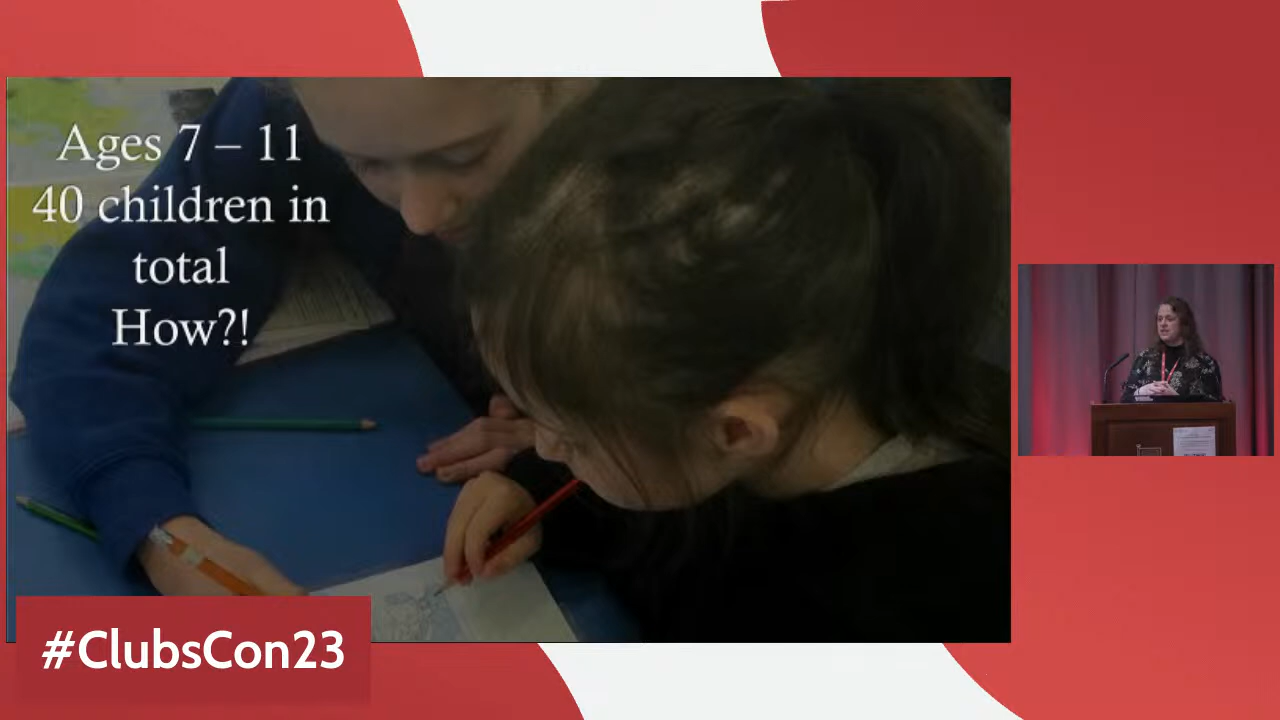 Ages 7 – 11
40 children in
total
How?!
#ClubsCon23